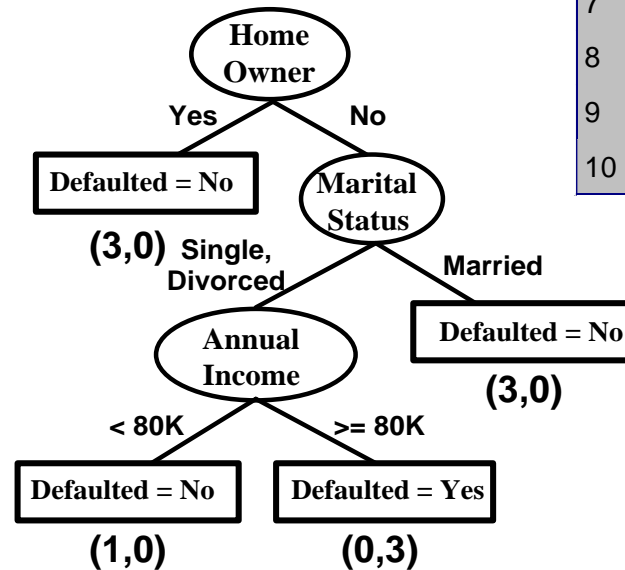 Home
Owner
7
8
9
10
Yes
No
Defaulted = No
Marital
Status
(3,0)
Single,
Divorced
Married
Annual
Income
Defaulted = No
(3,0)
< 80K
>= 80K
Defaulted = No
Defaulted = Yes
(1,0)
(0,3)